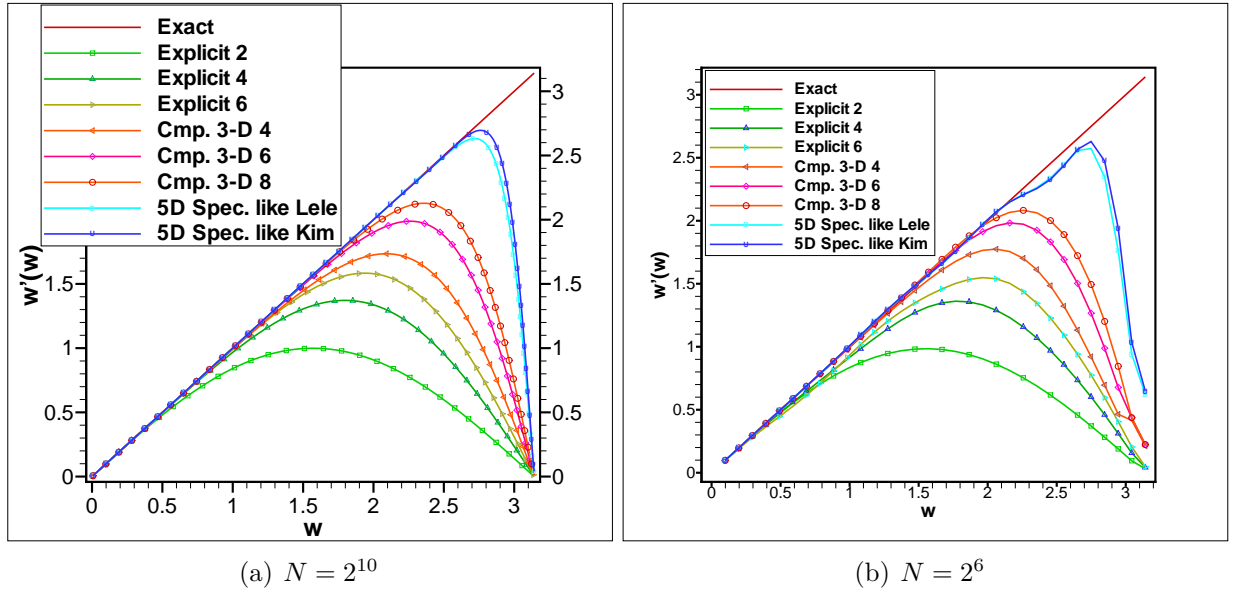 Exact
Explicit 2
Explicit 4
Explicit 6
Cmp. 3-D 4
Cmp. 3-D 6
Cmp. 3-D 8
5D Spec. like Lele
5D Spec. like Kim
w'(w)
1.5
1
0.5
0
3
2.5
2
1.5
1
0.5
0
0 0.5 1 1.5 2 2.5 3
w
(a) N = 2^10
Exact
Explicit 2
Explicit 4
Explicit 6
Cmp. 3-D 4
Cmp. 3-D 6
Cmp. 3-D 8
5D Spec. like Lele
5D Spec. like Kim
w'(w)
3
2.5
2
1.5
1
0.5
0
0 0.5 1 1.5 2 2.5 3
w
(b) N = 2^6